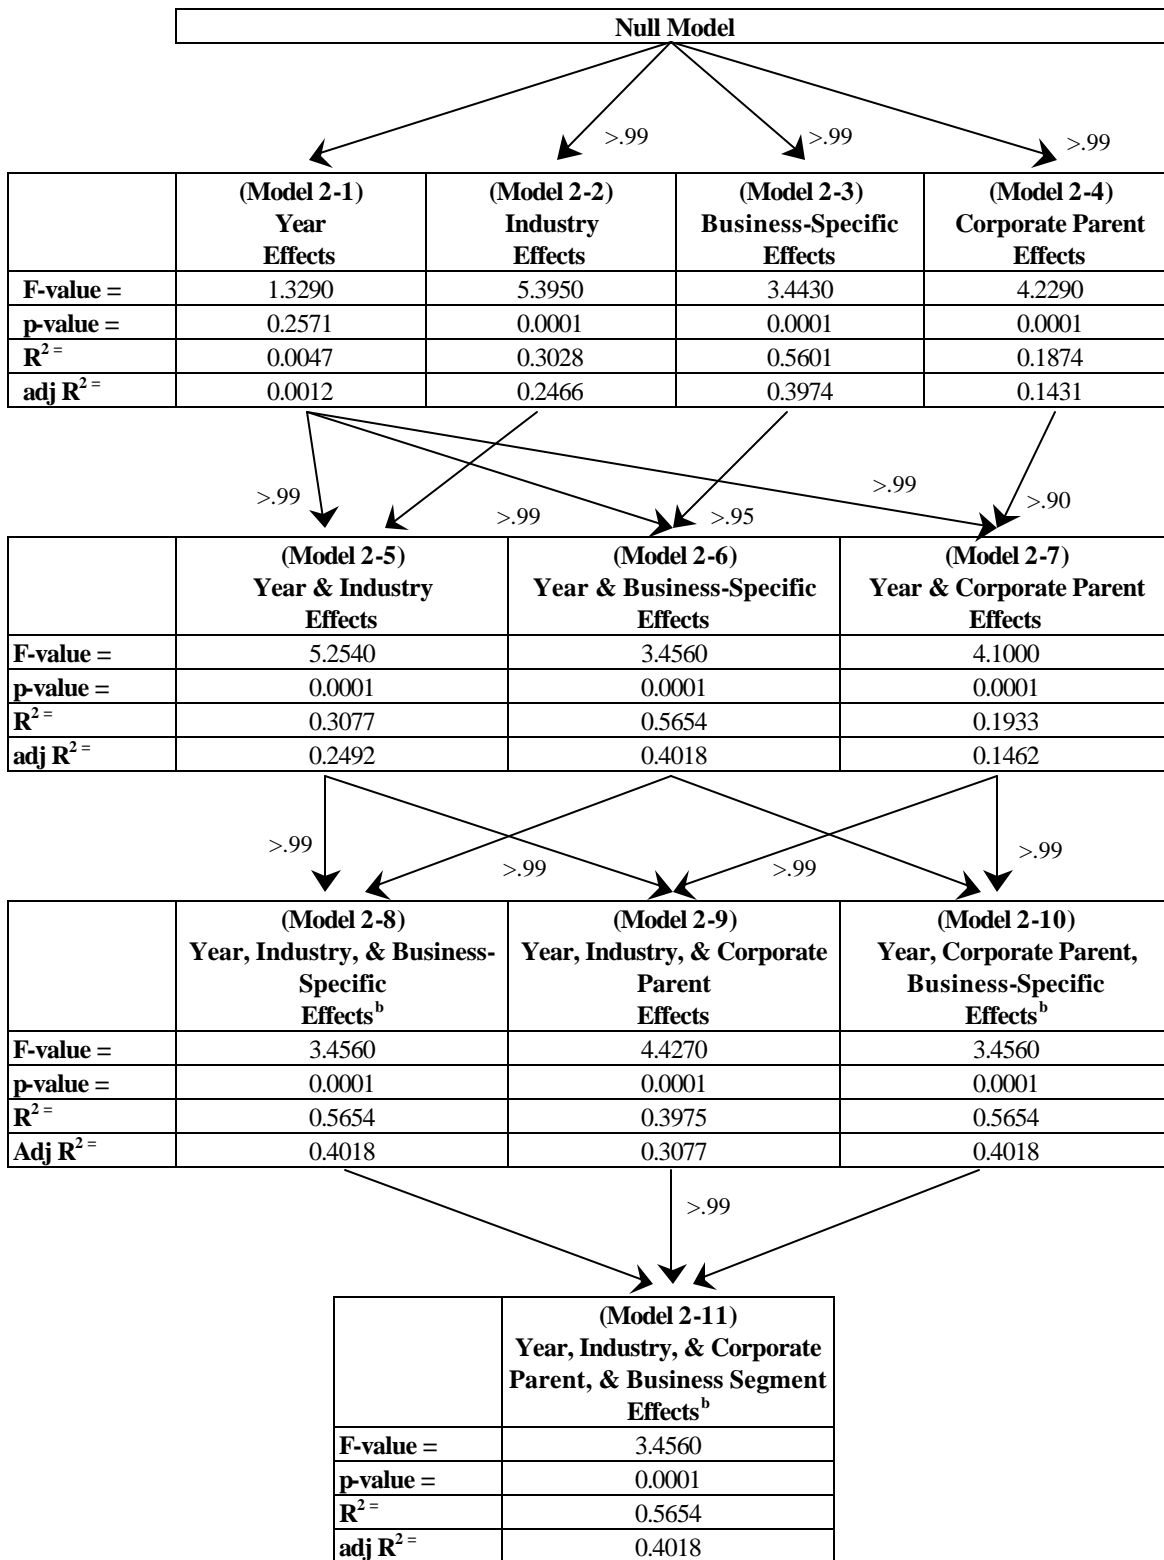 Null Model
>.99 >.99 >.99
(Model 2-1) (Model 2-2) (Model 2-3) (Model 2-4)
Year Industry Business-Specific Corporate Parent
Effects Effects Effects Effects
F-value = 1.3290 5.3950 3.4430 4.2290
p-value = 0.2571 0.0001 0.0001 0.0001
R² = 0.0047 0.3028 0.5601 0.1874
adj R² = 0.0012 0.2466 0.3974 0.1431
>.99 >.99 >.95 >.99 >.90
(Model 2-5) (Model 2-6) (Model 2-7)
Year & Industry Year & Business-Specific Year & Corporate Parent
Effects Effects Effects
F-value = 5.2540 3.4560 4.1000
p-value = 0.0001 0.0001 0.0001
R² = 0.3077 0.5654 0.1933
adj R² = 0.2492 0.4018 0.1462
>.99 >.99 >.99 >.99
(Model 2-8) (Model 2-9) (Model 2-10)
Year, Industry, & Business- Year, Industry, & Corporate Year, Corporate Parent,
Specific Parent Business-Specific
Effects^b Effects Effects^b
F-value = 3.4560 4.4270 3.4560
p-value = 0.0001 0.0001 0.0001
R² = 0.5654 0.3975 0.5654
Adj R² = 0.4018 0.3077 0.4018
>.99
(Model 2-11)
Year, Industry, & Corporate
Parent, & Business Segment
Effects^b
F-value = 3.4560
p-value = 0.0001
R² = 0.5654
adj R² = 0.4018